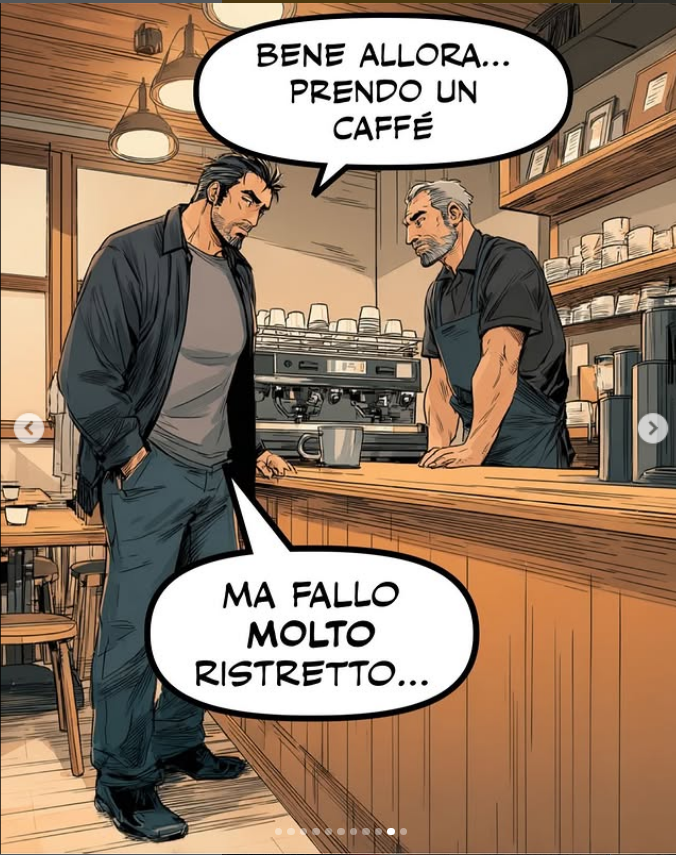 BENE ALLORA...
PRENDO UN
CAFFÉ
MA FALLO
MOLTO
RISTRETTO...